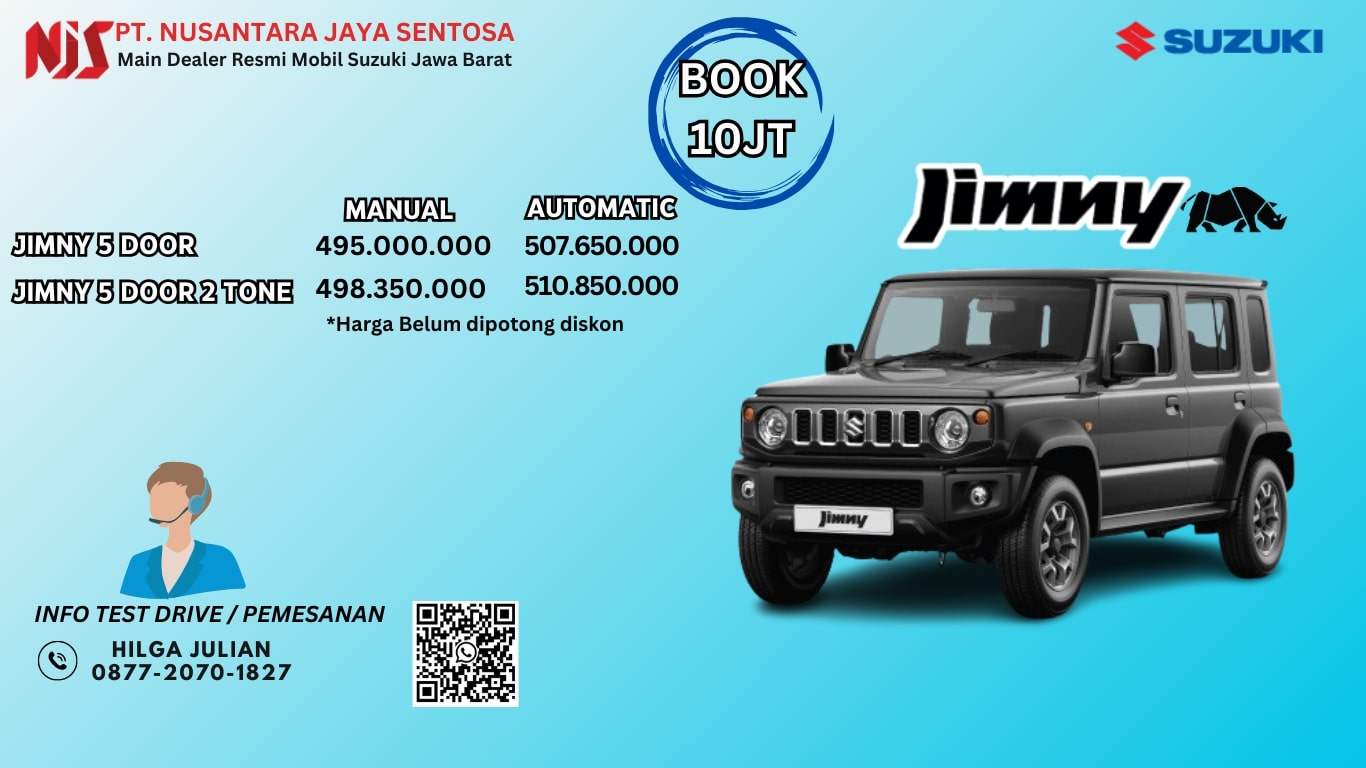 NJS PT. NUSANTARA JAYA SENTOSA
Main Dealer Resmi Mobil Suzuki Jawa Barat
BOOK
10JT
SUZUKI
Jimny
MANUAL AUTOMATIC
JIMNY 5 DOOR 495.000.000 507.650.000
JIMNY 5 DOOR 2 TONE 498.350.000 510.850.000
*Harga Belum dipotong diskon
Jimny
INFO TEST DRIVE / PEMESANAN
HILGA JULIAN
0877-2070-1827